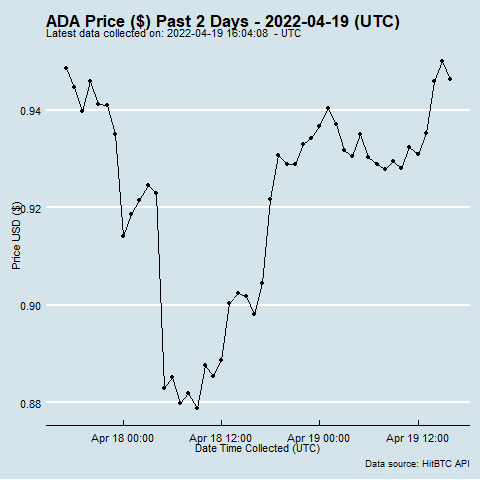 ADA Price ($) Past 2 Days - 2022-04-19 (UTC)
Latest data collected on: 2022-04-19 16:04:08 - UTC
Price USD ($)
0.94
0.92
0.90
0.88
Apr 18 00:00 Apr 18 12:00 Apr 19 00:00 Apr 19 12:00
Date Time Collected (UTC)
Data source: HitBTC API